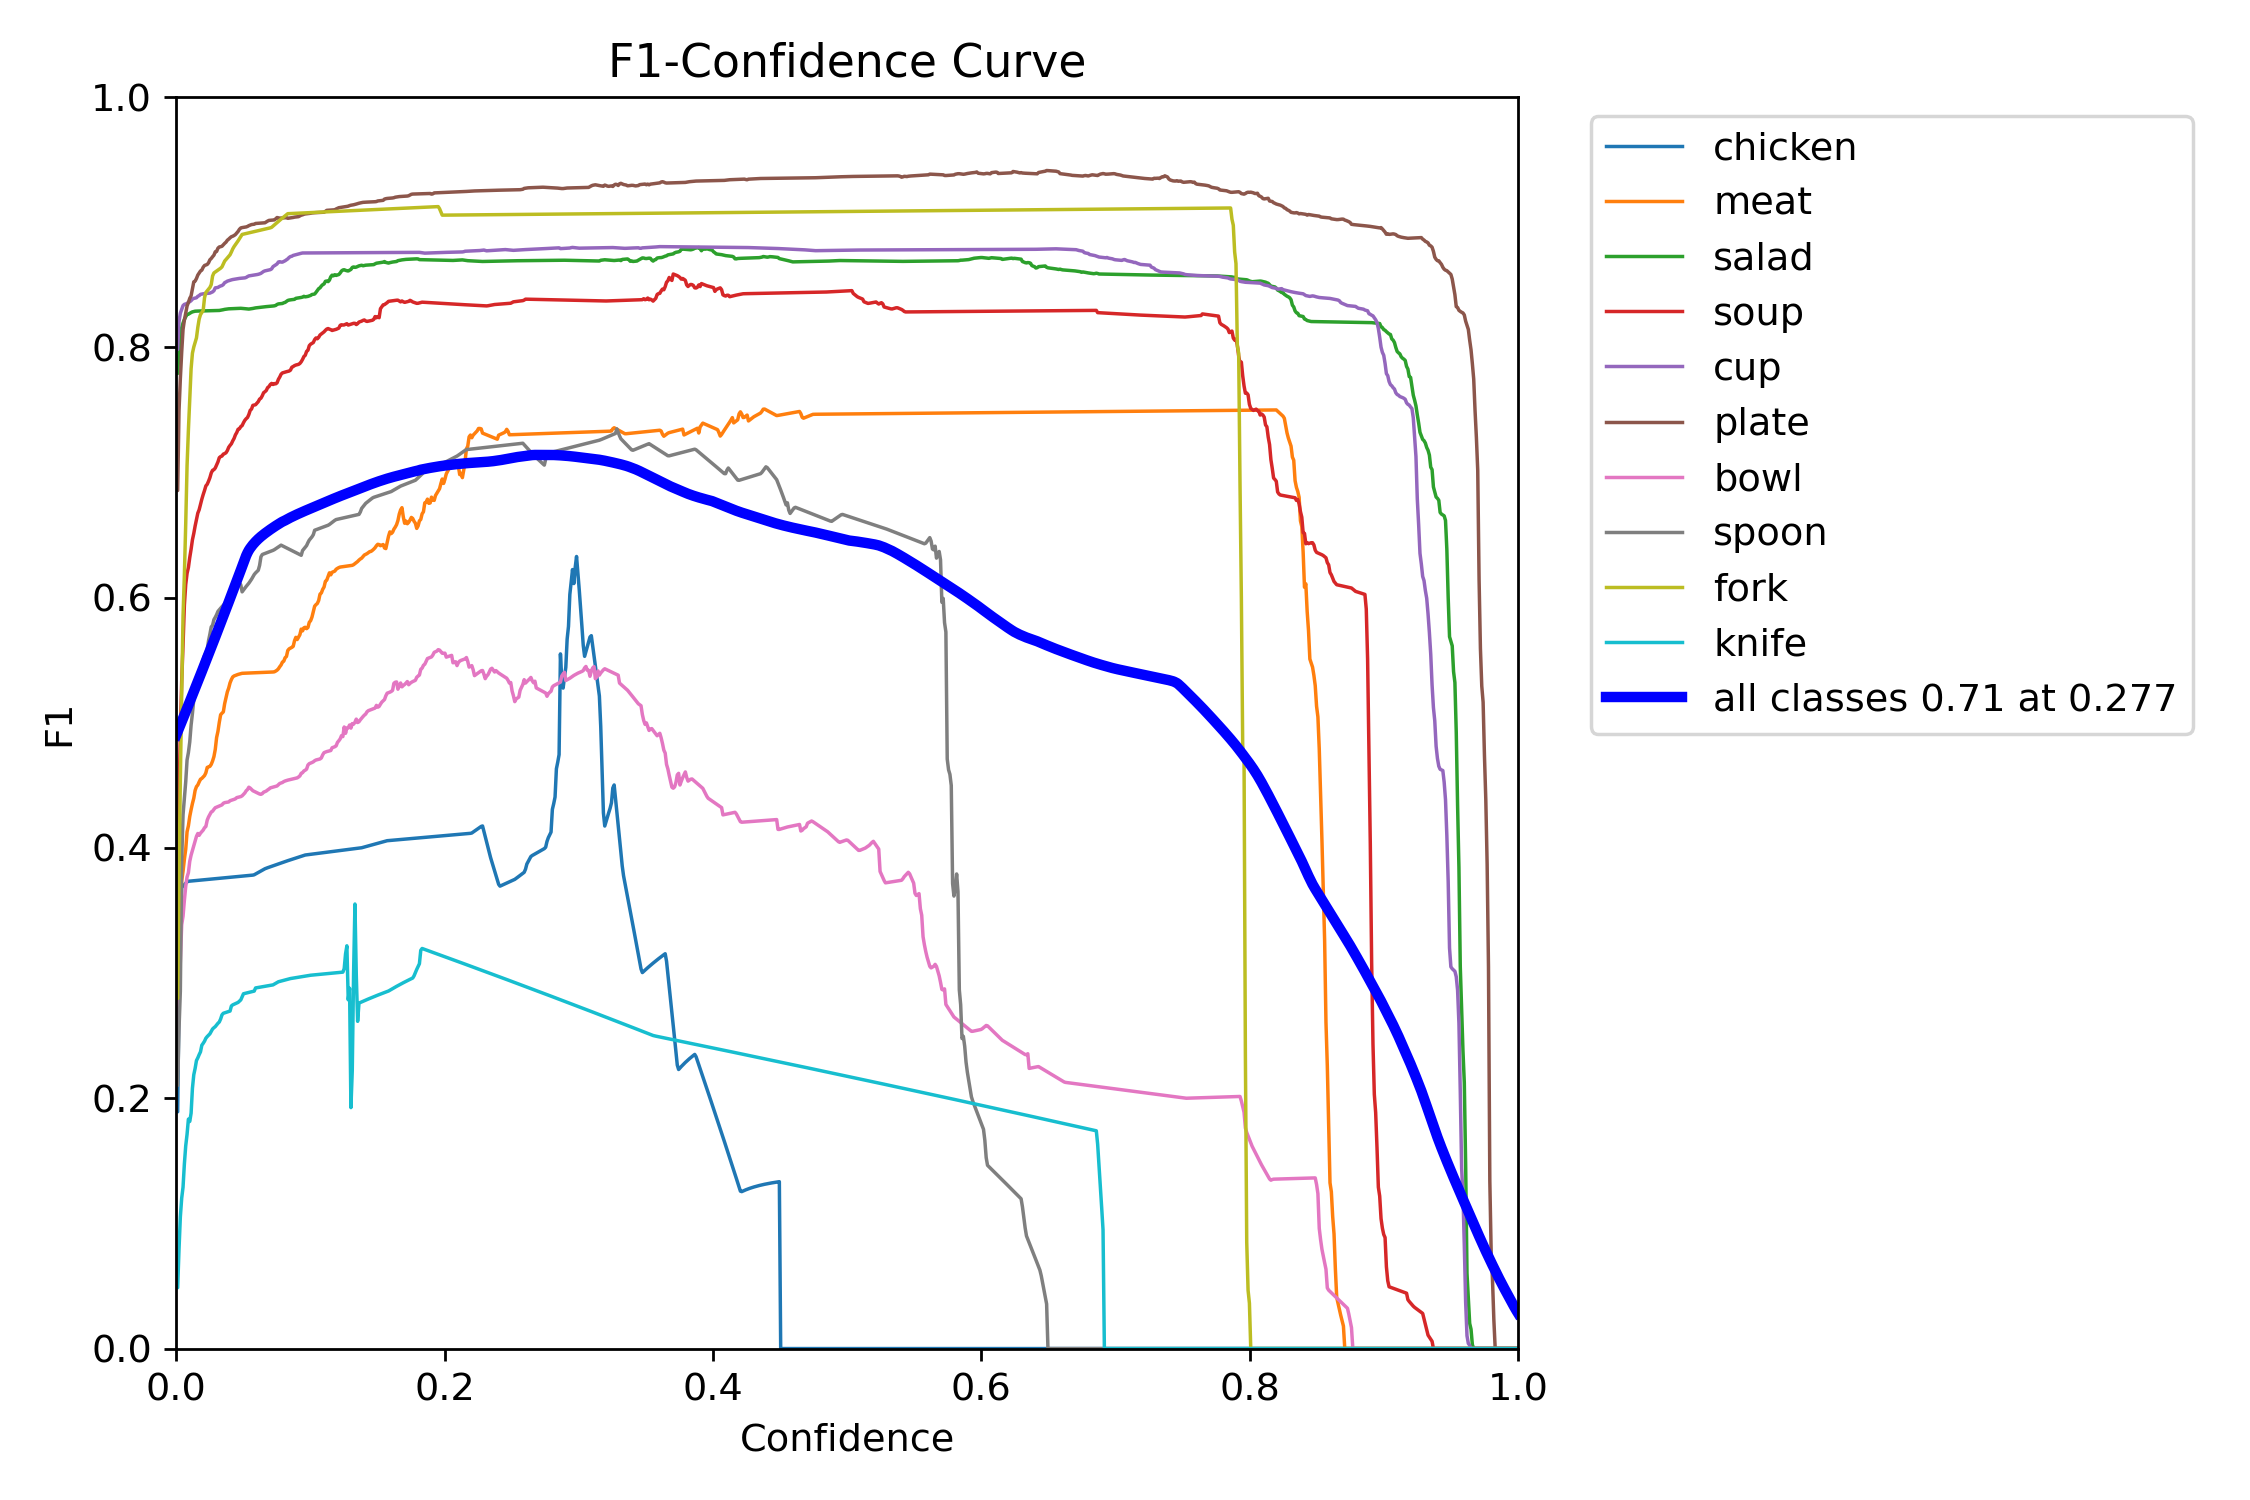 F1-Confidence Curve
1.0
0.8
0.6
0.4
0.2
0.0
F1
0.0 0.2 0.4 0.6 0.8 1.0
Confidence
chicken
meat
salad
soup
cup
plate
bowl
spoon
fork
knife
all classes 0.71 at 0.277